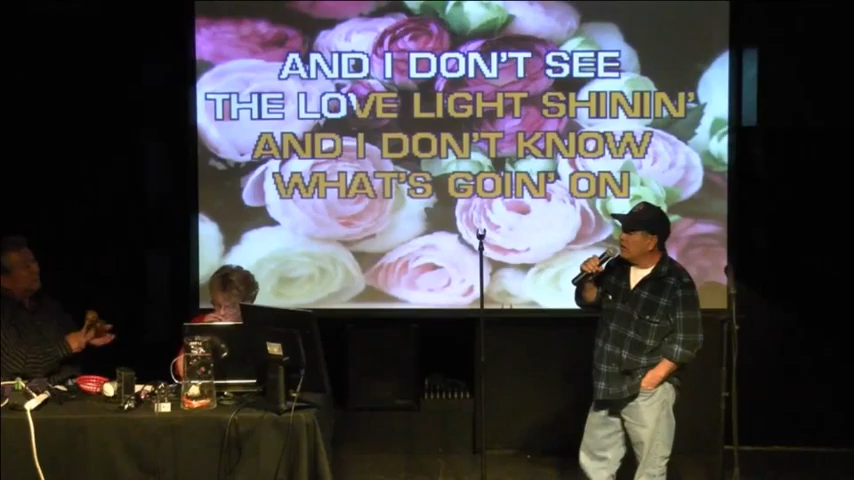 AND I DON'T SEE
THE LOVE LIGHT SHININ'
AND I DON'T KNOW
WHAT'S GOIN' ON